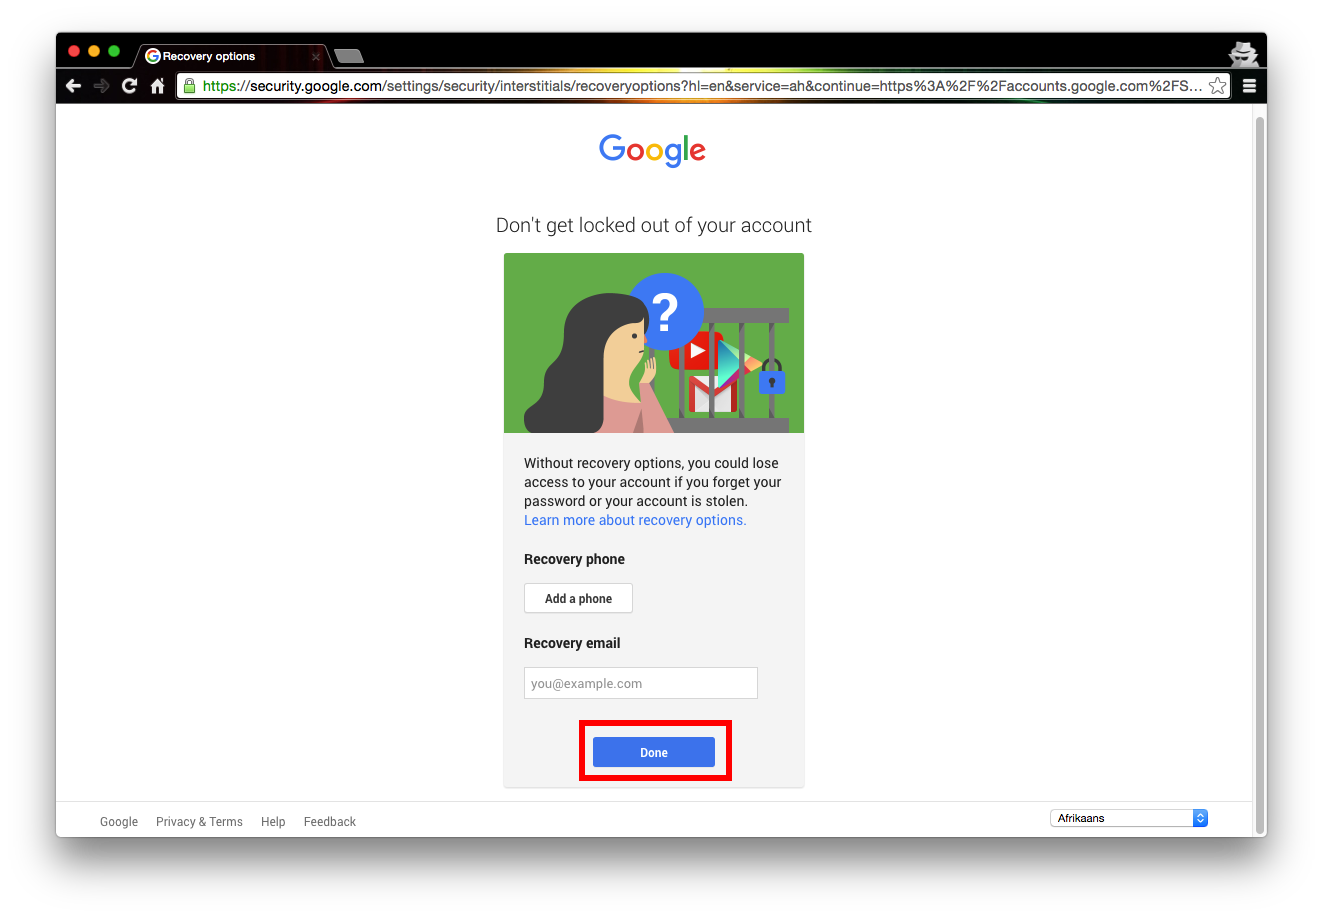 Recovery options
https://security.google.com/settings/security/interstitials/recoveryoptions?hl=en&service=ah&continue=https%3A%2F%2Faccounts.google.com%2FS...
Google
Don't get locked out of your account
?
Without recovery options, you could lose
access to your account if you forget your
password or your account is stolen.
Learn more about recovery options.
Recovery phone
Add a phone
Recovery email
you@example.com
Done
Google Privacy & Terms Help Feedback
Afrikaans